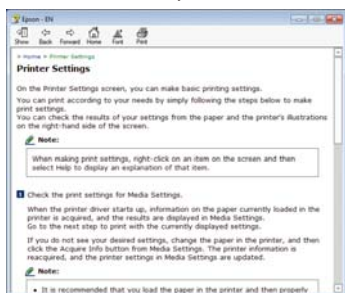 Epson - EN
Show Back Forward Home Font Print
> Home > Printer Settings
Printer Settings
On the Printer Settings screen, you can make basic printing settings.
You can print according to your needs by simply following the steps below to make
print settings.
You can check the results of your settings from the paper and the printer's illustrations
on the right-hand side of the screen.
Note:
When making print settings, right-click on an item on the screen and then
select Help to display an explanation of that item.
1 Check the print settings for Media Settings.
When the printer driver starts up, information on the paper currently loaded in the
printer is acquired, and the results are displayed in Media Settings.
Go to the next step to print with the currently displayed settings.
If you do not see your desired settings, change the paper in the printer, and then
click the Acquire Info button from Media Settings. The printer information is
reacquired, and the printer settings in Media Settings are updated.
Note:
• It is recommended that you load the paper in the printer and then properly